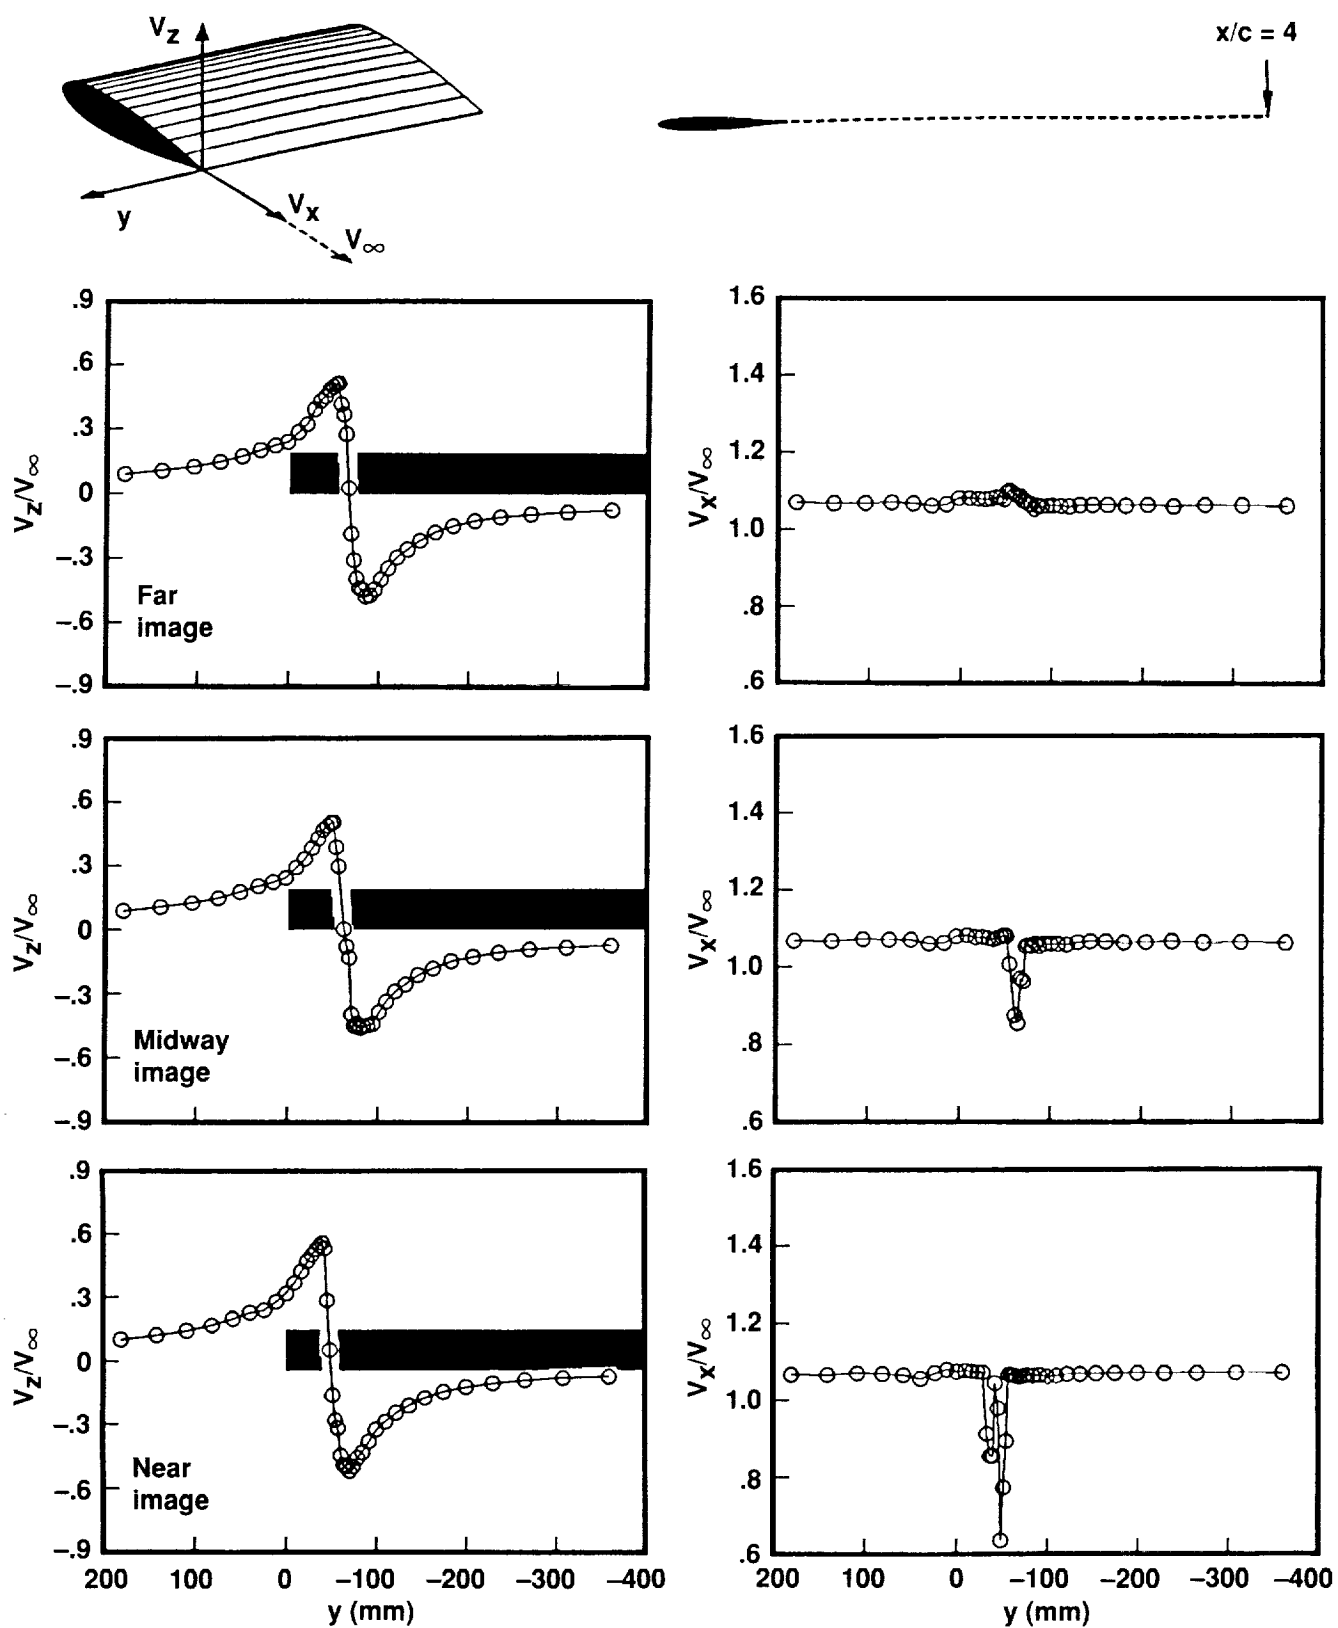 V_z
y
V_x
V_∞
x/c = 4
.9
.6
.3
0
–.3
–.6
–.9
V_z/V_∞
Far
image
1.6
1.4
1.2
1.0
.8
.6
V_x/V_∞
.9
.6
.3
0
–.3
–.6
–.9
V_z/V_∞
Midway
image
1.6
1.4
1.2
1.0
.8
.6
V_x/V_∞
.9
.6
.3
0
–.3
–.6
–.9
V_z/V_∞
Near
image
200 100 0 –100 –200 –300 –400
y (mm)
1.6
1.4
1.2
1.0
.8
.6
V_x/V_∞
200 100 0 –100 –200 –300 –400
y (mm)